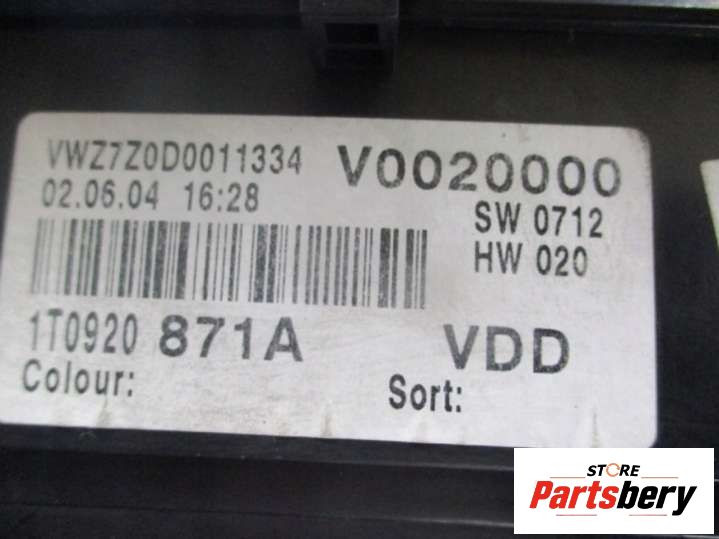 VWZ7Z0D0011334 V0020000
02.06.04 16:28 SW 0712
HW 020
1T0920 871A VDD
Colour: Sort:
STORE
Partsbery